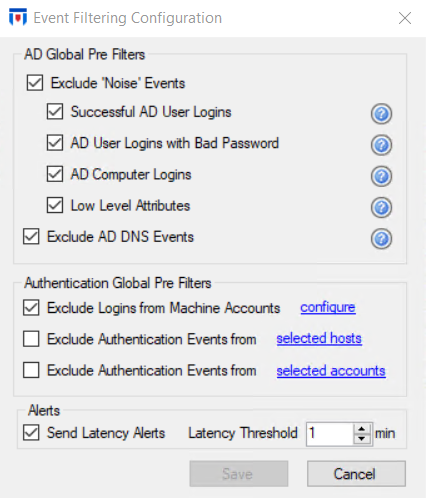 Event Filtering Configuration
AD Global Pre Filters
Exclude 'Noise' Events
Successful AD User Logins
AD User Logins with Bad Password
AD Computer Logins
Low Level Attributes
Exclude AD DNS Events
Authentication Global Pre Filters
Exclude Logins from Machine Accounts configure
Exclude Authentication Events from selected hosts
Exclude Authentication Events from selected accounts
Alerts
Send Latency Alerts Latency Threshold 1 min
Save Cancel